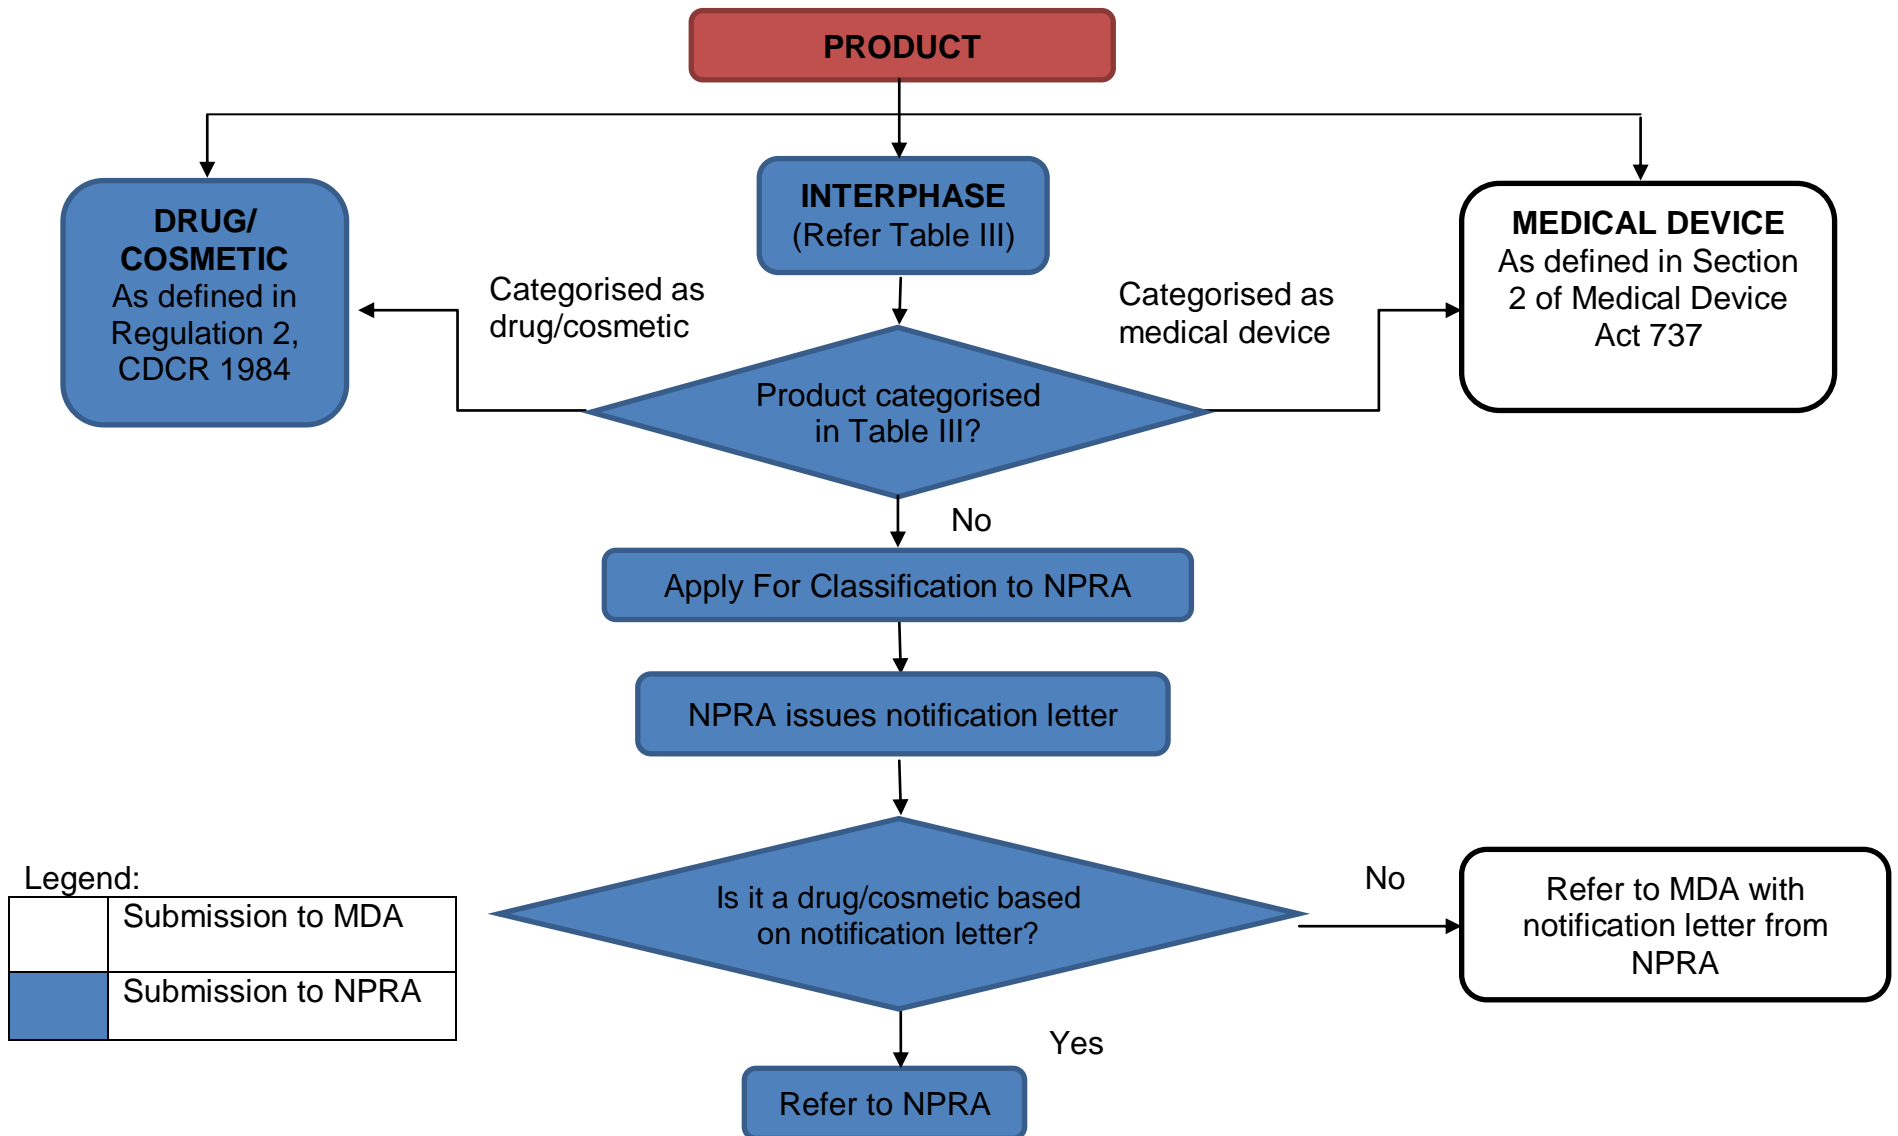 PRODUCT
DRUG/
COSMETIC
As defined in
Regulation 2,
CDCR 1984
INTERPHASE
(Refer Table III)
MEDICAL DEVICE
As defined in Section
2 of Medical Device
Act 737
Categorised as
drug/cosmetic
Categorised as
medical device
Product categorised
in Table III?
No
Apply For Classification to NPRA
NPRA issues notification letter
Is it a drug/cosmetic based
on notification letter?
No
Refer to MDA with
notification letter from
NPRA
Yes
Refer to NPRA
Legend:
Submission to MDA
Submission to NPRA